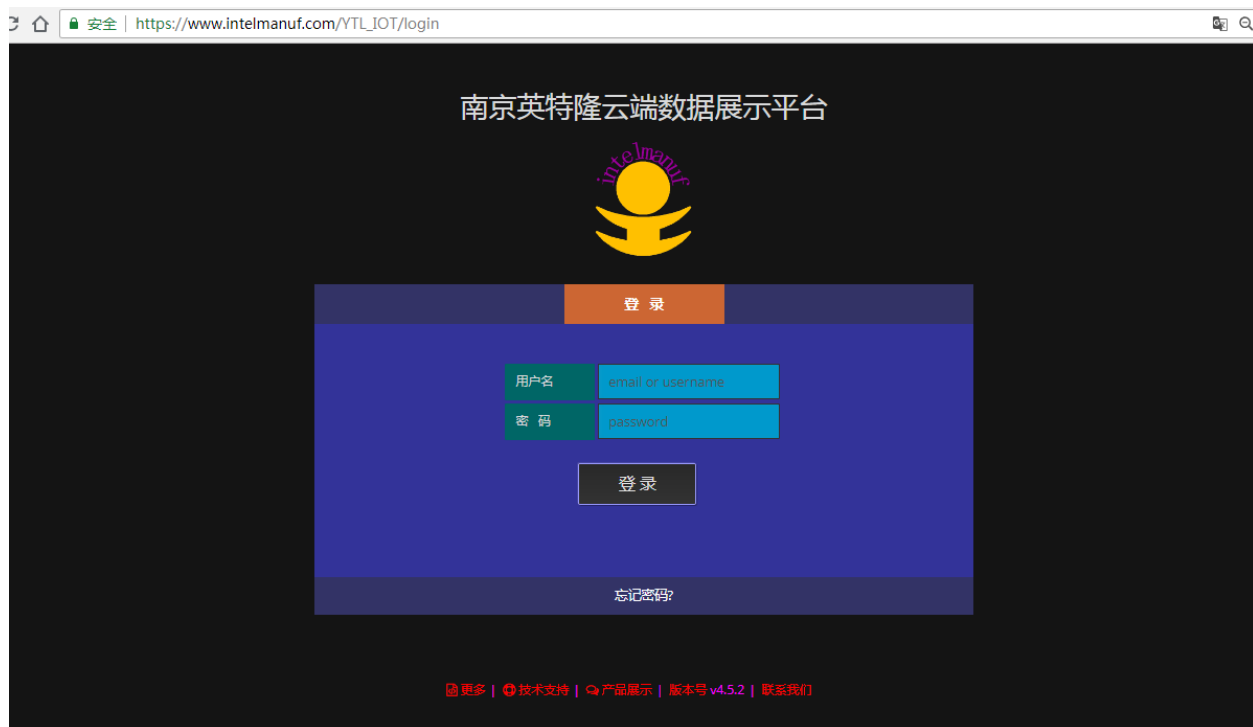 安全 | https://www.intelmanuf.com/YTL_IOT/login
南京英特隆云端数据展示平台
intelmanuf
登 录
用户名 email or username
密 码 password
登 录
忘记密码?
更多 | 技术支持 | 产品展示 | 版本号 v4.5.2 | 联系我们